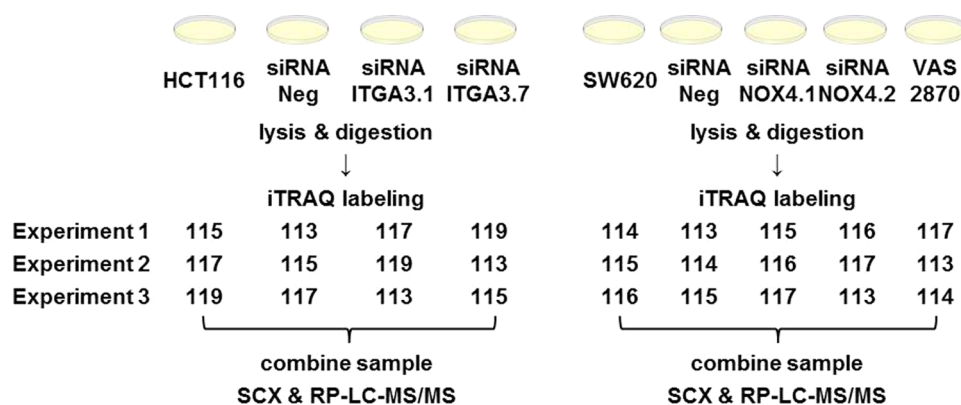 HCT116 siRNA Neg siRNA ITGA3.1 siRNA ITGA3.7 SW620 siRNA Neg siRNA NOX4.1 siRNA NOX4.2 VAS 2870
lysis & digestion lysis & digestion
↓ ↓
iTRAQ labeling iTRAQ labeling
Experiment 1 115 113 117 119 114 113 115 116 117
Experiment 2 117 115 119 113 115 114 116 117 113
Experiment 3 119 117 113 115 116 115 117 113 114
combine sample combine sample
SCX & RP-LC-MS/MS SCX & RP-LC-MS/MS